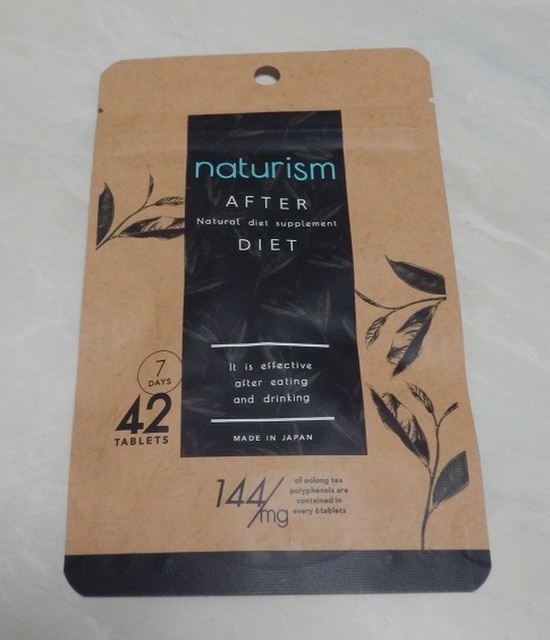 naturism
AFTER
Natural diet supplement
DIET
It is effective
after eating
and drinking
MADE IN JAPAN
7
DAYS
42
TABLETS
144/mg
of oolong tea
polyphenols are
contained in
every 6tablets